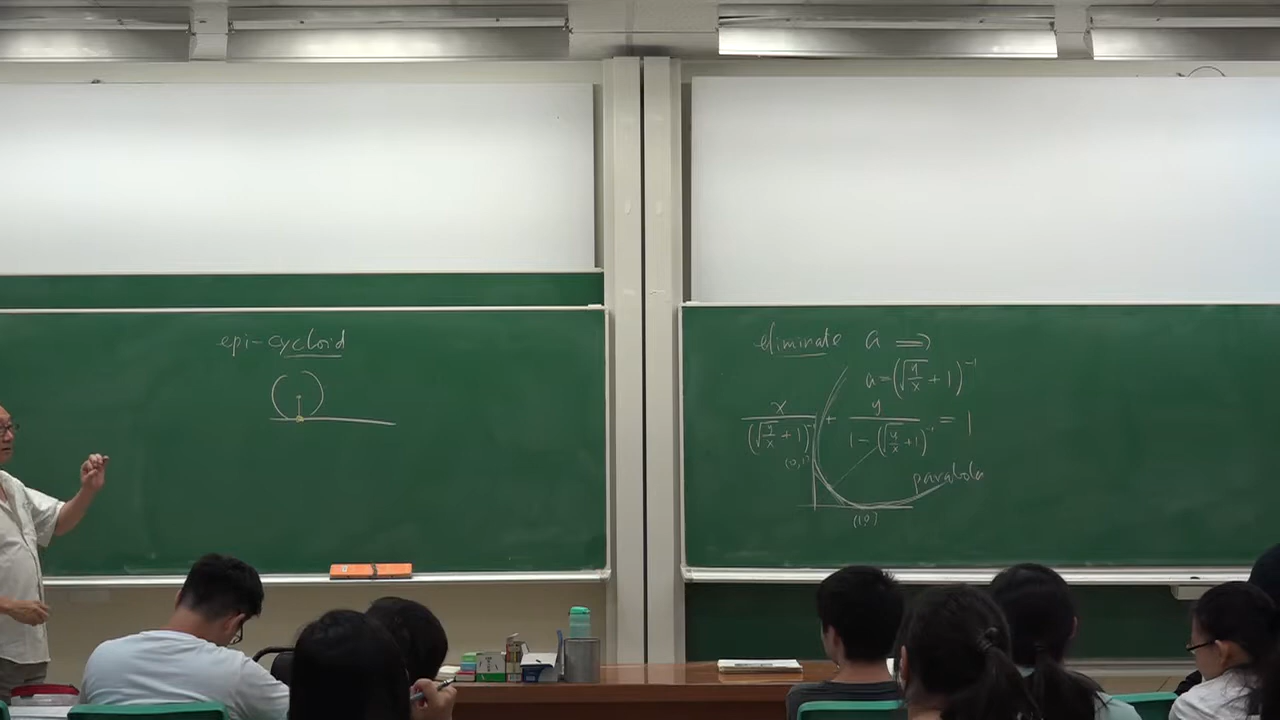 epi-cycloid
eliminate a ⇒
a = (√(y/x) + 1)^-1
x / (√(y/x) + 1)^-1 + y / (1 - (√(y/x) + 1)^-1) = 1
(0,1)
parabola
(1,0)